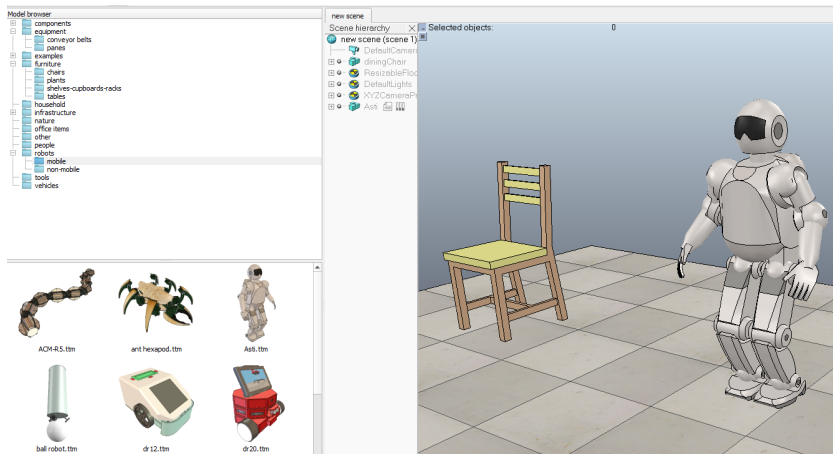 Model browser
components
equipment
conveyor belts
panes
examples
furniture
chairs
plants
shelves-cupboards-racks
tables
household
infrastructure
nature
office items
other
people
robots
mobile
non-mobile
tools
vehicles
ACM-R5.ttm
ant hexapod.ttm
Asti.ttm
ball robot.ttm
dr12.ttm
dr20.ttm
new scene
Scene hierarchy
new scene (scene 1)
DefaultCamer
diningChair
ResizableFloo
DefaultLights
XYZCameraPr
Asti
Selected objects: 0